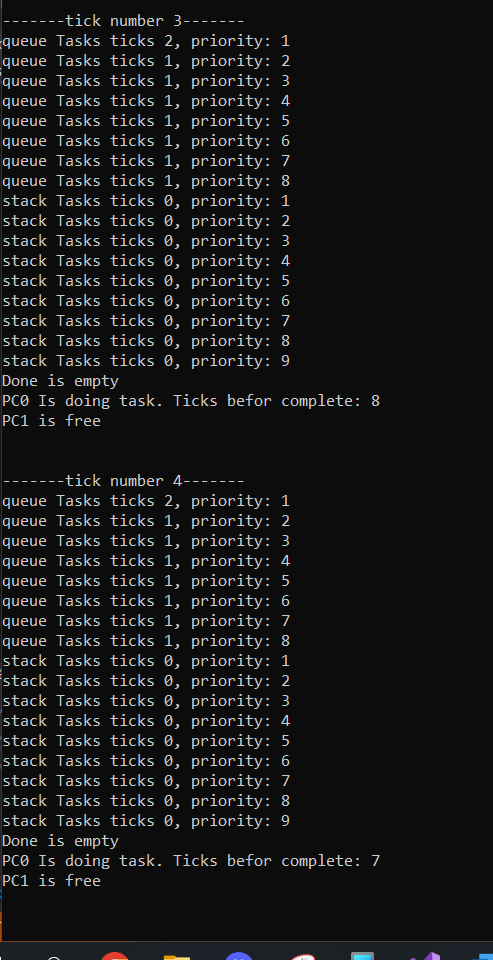 -------tick number 3-------
queue Tasks ticks 2, priority: 1
queue Tasks ticks 1, priority: 2
queue Tasks ticks 1, priority: 3
queue Tasks ticks 1, priority: 4
queue Tasks ticks 1, priority: 5
queue Tasks ticks 1, priority: 6
queue Tasks ticks 1, priority: 7
queue Tasks ticks 1, priority: 8
stack Tasks ticks 0, priority: 1
stack Tasks ticks 0, priority: 2
stack Tasks ticks 0, priority: 3
stack Tasks ticks 0, priority: 4
stack Tasks ticks 0, priority: 5
stack Tasks ticks 0, priority: 6
stack Tasks ticks 0, priority: 7
stack Tasks ticks 0, priority: 8
stack Tasks ticks 0, priority: 9
Done is empty
PC0 Is doing task. Ticks befor complete: 8
PC1 is free
-------tick number 4-------
queue Tasks ticks 2, priority: 1
queue Tasks ticks 1, priority: 2
queue Tasks ticks 1, priority: 3
queue Tasks ticks 1, priority: 4
queue Tasks ticks 1, priority: 5
queue Tasks ticks 1, priority: 6
queue Tasks ticks 1, priority: 7
queue Tasks ticks 1, priority: 8
stack Tasks ticks 0, priority: 1
stack Tasks ticks 0, priority: 2
stack Tasks ticks 0, priority: 3
stack Tasks ticks 0, priority: 4
stack Tasks ticks 0, priority: 5
stack Tasks ticks 0, priority: 6
stack Tasks ticks 0, priority: 7
stack Tasks ticks 0, priority: 8
stack Tasks ticks 0, priority: 9
Done is empty
PC0 Is doing task. Ticks befor complete: 7
PC1 is free